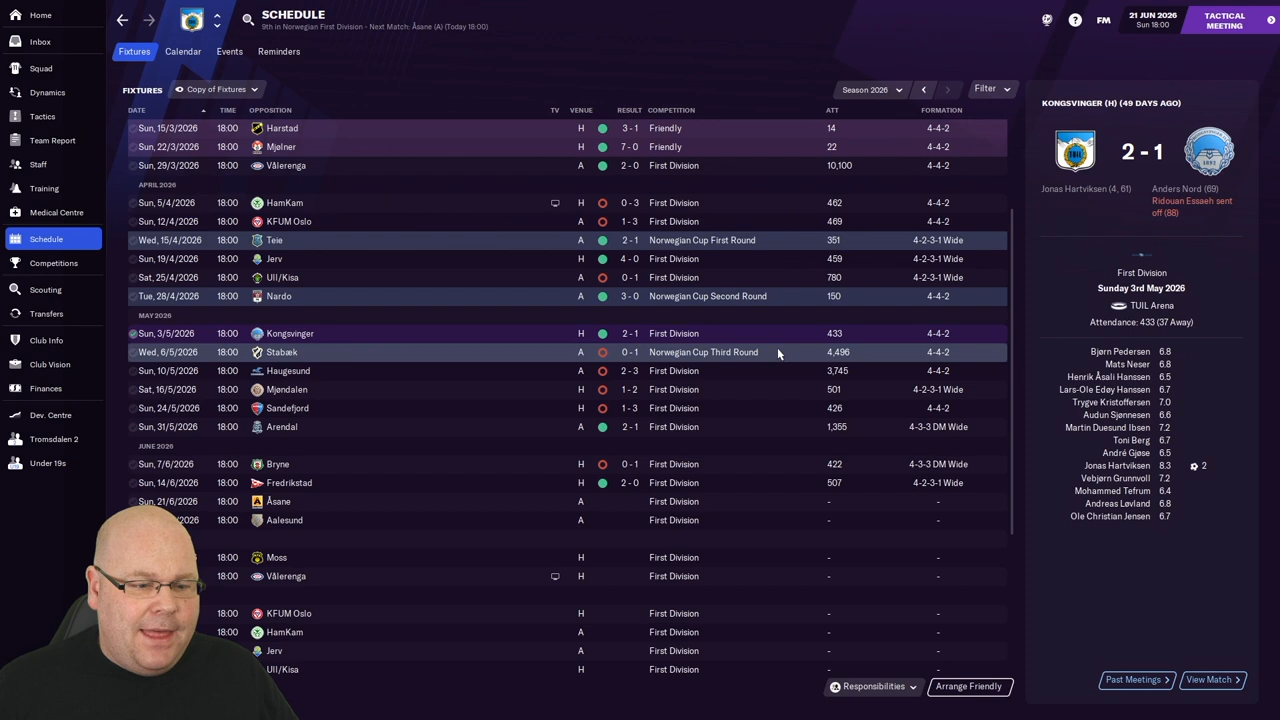 Home
Inbox
Squad
Dynamics
Tactics
Team Report
Staff
Training
Medical Centre
Schedule
Competitions
Scouting
Transfers
Club Info
Club Vision
Finances
Dev. Centre
Tromsdalen 2
Under 19s
SCHEDULE
9th in Norwegian First Division - Next Match: Åsane (A) (Today 18:00)
FM
21 JUN 2026
Sun 18:00
TACTICAL MEETING
Fixtures Calendar Events Reminders
FIXTURES Copy of Fixtures Season 2026 Filter
DATE TIME OPPOSITION TV VENUE RESULT COMPETITION ATT FORMATION
Sun, 15/3/2026 18:00 Harstad H 3 - 1 Friendly 14 4-4-2
Sun, 22/3/2026 18:00 Mjølner H 7 - 0 Friendly 22 4-4-2
Sun, 29/3/2026 18:00 Vålerenga A 2 - 0 First Division 10,100 4-4-2
APRIL 2026
Sun, 5/4/2026 18:00 HamKam H 0 - 3 First Division 462 4-4-2
Sun, 12/4/2026 18:00 KFUM Oslo A 1 - 3 First Division 469 4-4-2
Wed, 15/4/2026 18:00 Teie A 2 - 1 Norwegian Cup First Round 351 4-2-3-1 Wide
Sun, 19/4/2026 18:00 Jerv H 4 - 0 First Division 459 4-2-3-1 Wide
Sat, 25/4/2026 18:00 Ull/Kisa A 0 - 1 First Division 780 4-2-3-1 Wide
Tue, 28/4/2026 18:00 Nardo A 3 - 0 Norwegian Cup Second Round 150 4-4-2
MAY 2026
Sun, 3/5/2026 18:00 Kongsvinger H 2 - 1 First Division 433 4-4-2
Wed, 6/5/2026 18:00 Stabæk A 0 - 1 Norwegian Cup Third Round 4,496 4-4-2
Sun, 10/5/2026 18:00 Haugesund A 2 - 3 First Division 3,745 4-4-2
Sat, 16/5/2026 18:00 Mjøndalen H 1 - 2 First Division 501 4-2-3-1 Wide
Sun, 24/5/2026 18:00 Sandefjord H 1 - 3 First Division 426 4-4-2
Sun, 31/5/2026 18:00 Arendal A 2 - 1 First Division 1,355 4-3-3 DM Wide
JUNE 2026
Sun, 7/6/2026 18:00 Bryne H 0 - 1 First Division 422 4-3-3 DM Wide
Sun, 14/6/2026 18:00 Fredrikstad H 2 - 0 First Division 507 4-2-3-1 Wide
Sun, 21/6/2026 18:00 Åsane A First Division - -
18:00 Aalesund A First Division - -
18:00 Moss H First Division - -
18:00 Vålerenga H First Division - -
18:00 KFUM Oslo H First Division - -
18:00 HamKam A First Division - -
18:00 Jerv A First Division - -
Ull/Kisa H First Division - -
Responsibilities Arrange Friendly
KONGSVINGER (H) (49 DAYS AGO)
TUIL
2 - 1
1892
Jonas Hartviksen (4, 61) Anders Nord (69)
Ridouan Essaeh sent off (88)
First Division
Sunday 3rd May 2026
TUIL Arena
Attendance: 433 (37 Away)
Bjørn Pedersen 6.8
Mats Neser 6.8
Henrik Åsali Hanssen 6.5
Lars-Ole Edøy Hanssen 6.7
Trygve Kristoffersen 7.0
Audun Sjønnesen 6.6
Martin Duesund Ibsen 7.2
Toni Berg 6.7
André Gjøse 6.5
Jonas Hartviksen 8.3 2
Vebjørn Grunnvoll 7.2
Mohammed Tefrum 6.4
Andreas Løvland 6.8
Ole Christian Jensen 6.7
Past Meetings View Match